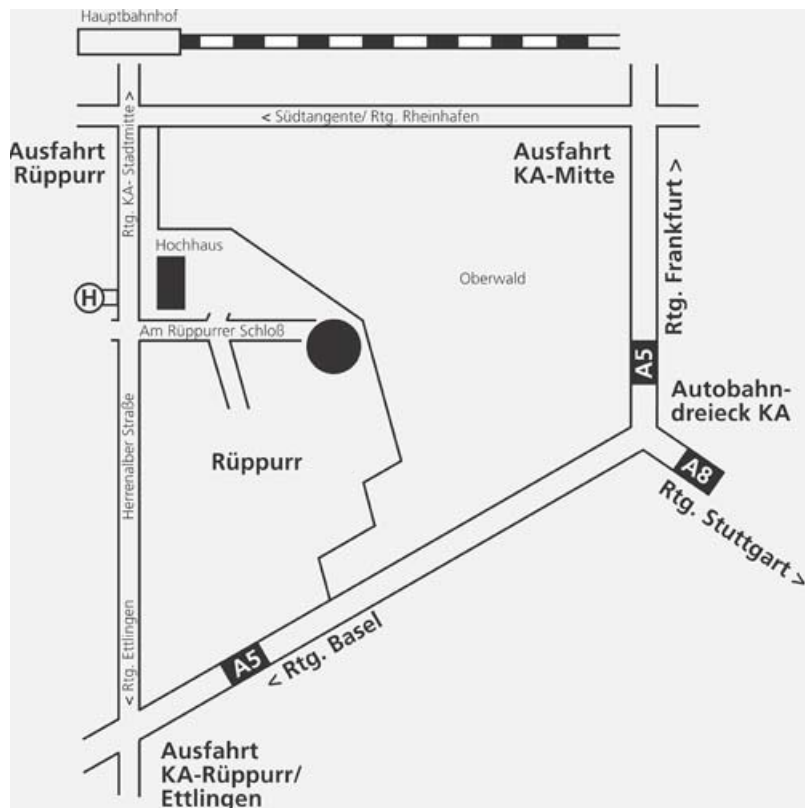 Hauptbahnhof
< Südtangente/ Rtg. Rheinhafen
Ausfahrt
Rüppurr
Rtg. KA- Stadtmitte >
Ausfahrt
KA-Mitte
Rtg. Frankfurt >
Hochhaus
Oberwald
H
Am Rüppurrer Schloß
A5
Autobahn-
dreieck KA
Herrenalber Straße
Rüppurr
A8
Rtg. Stuttgart >
< Rtg. Ettlingen
A5
< Rtg. Basel
Ausfahrt
KA-Rüppurr/
Ettlingen